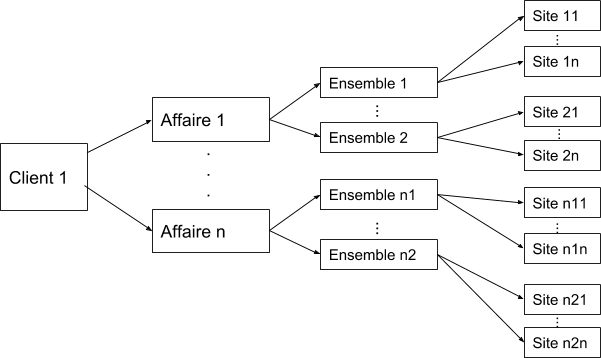 Client 1
Affaire 1
Affaire n
Ensemble 1
Ensemble 2
Ensemble n1
Ensemble n2
Site 11
Site 1n
Site 21
Site 2n
Site n11
Site n1n
Site n21
Site n2n